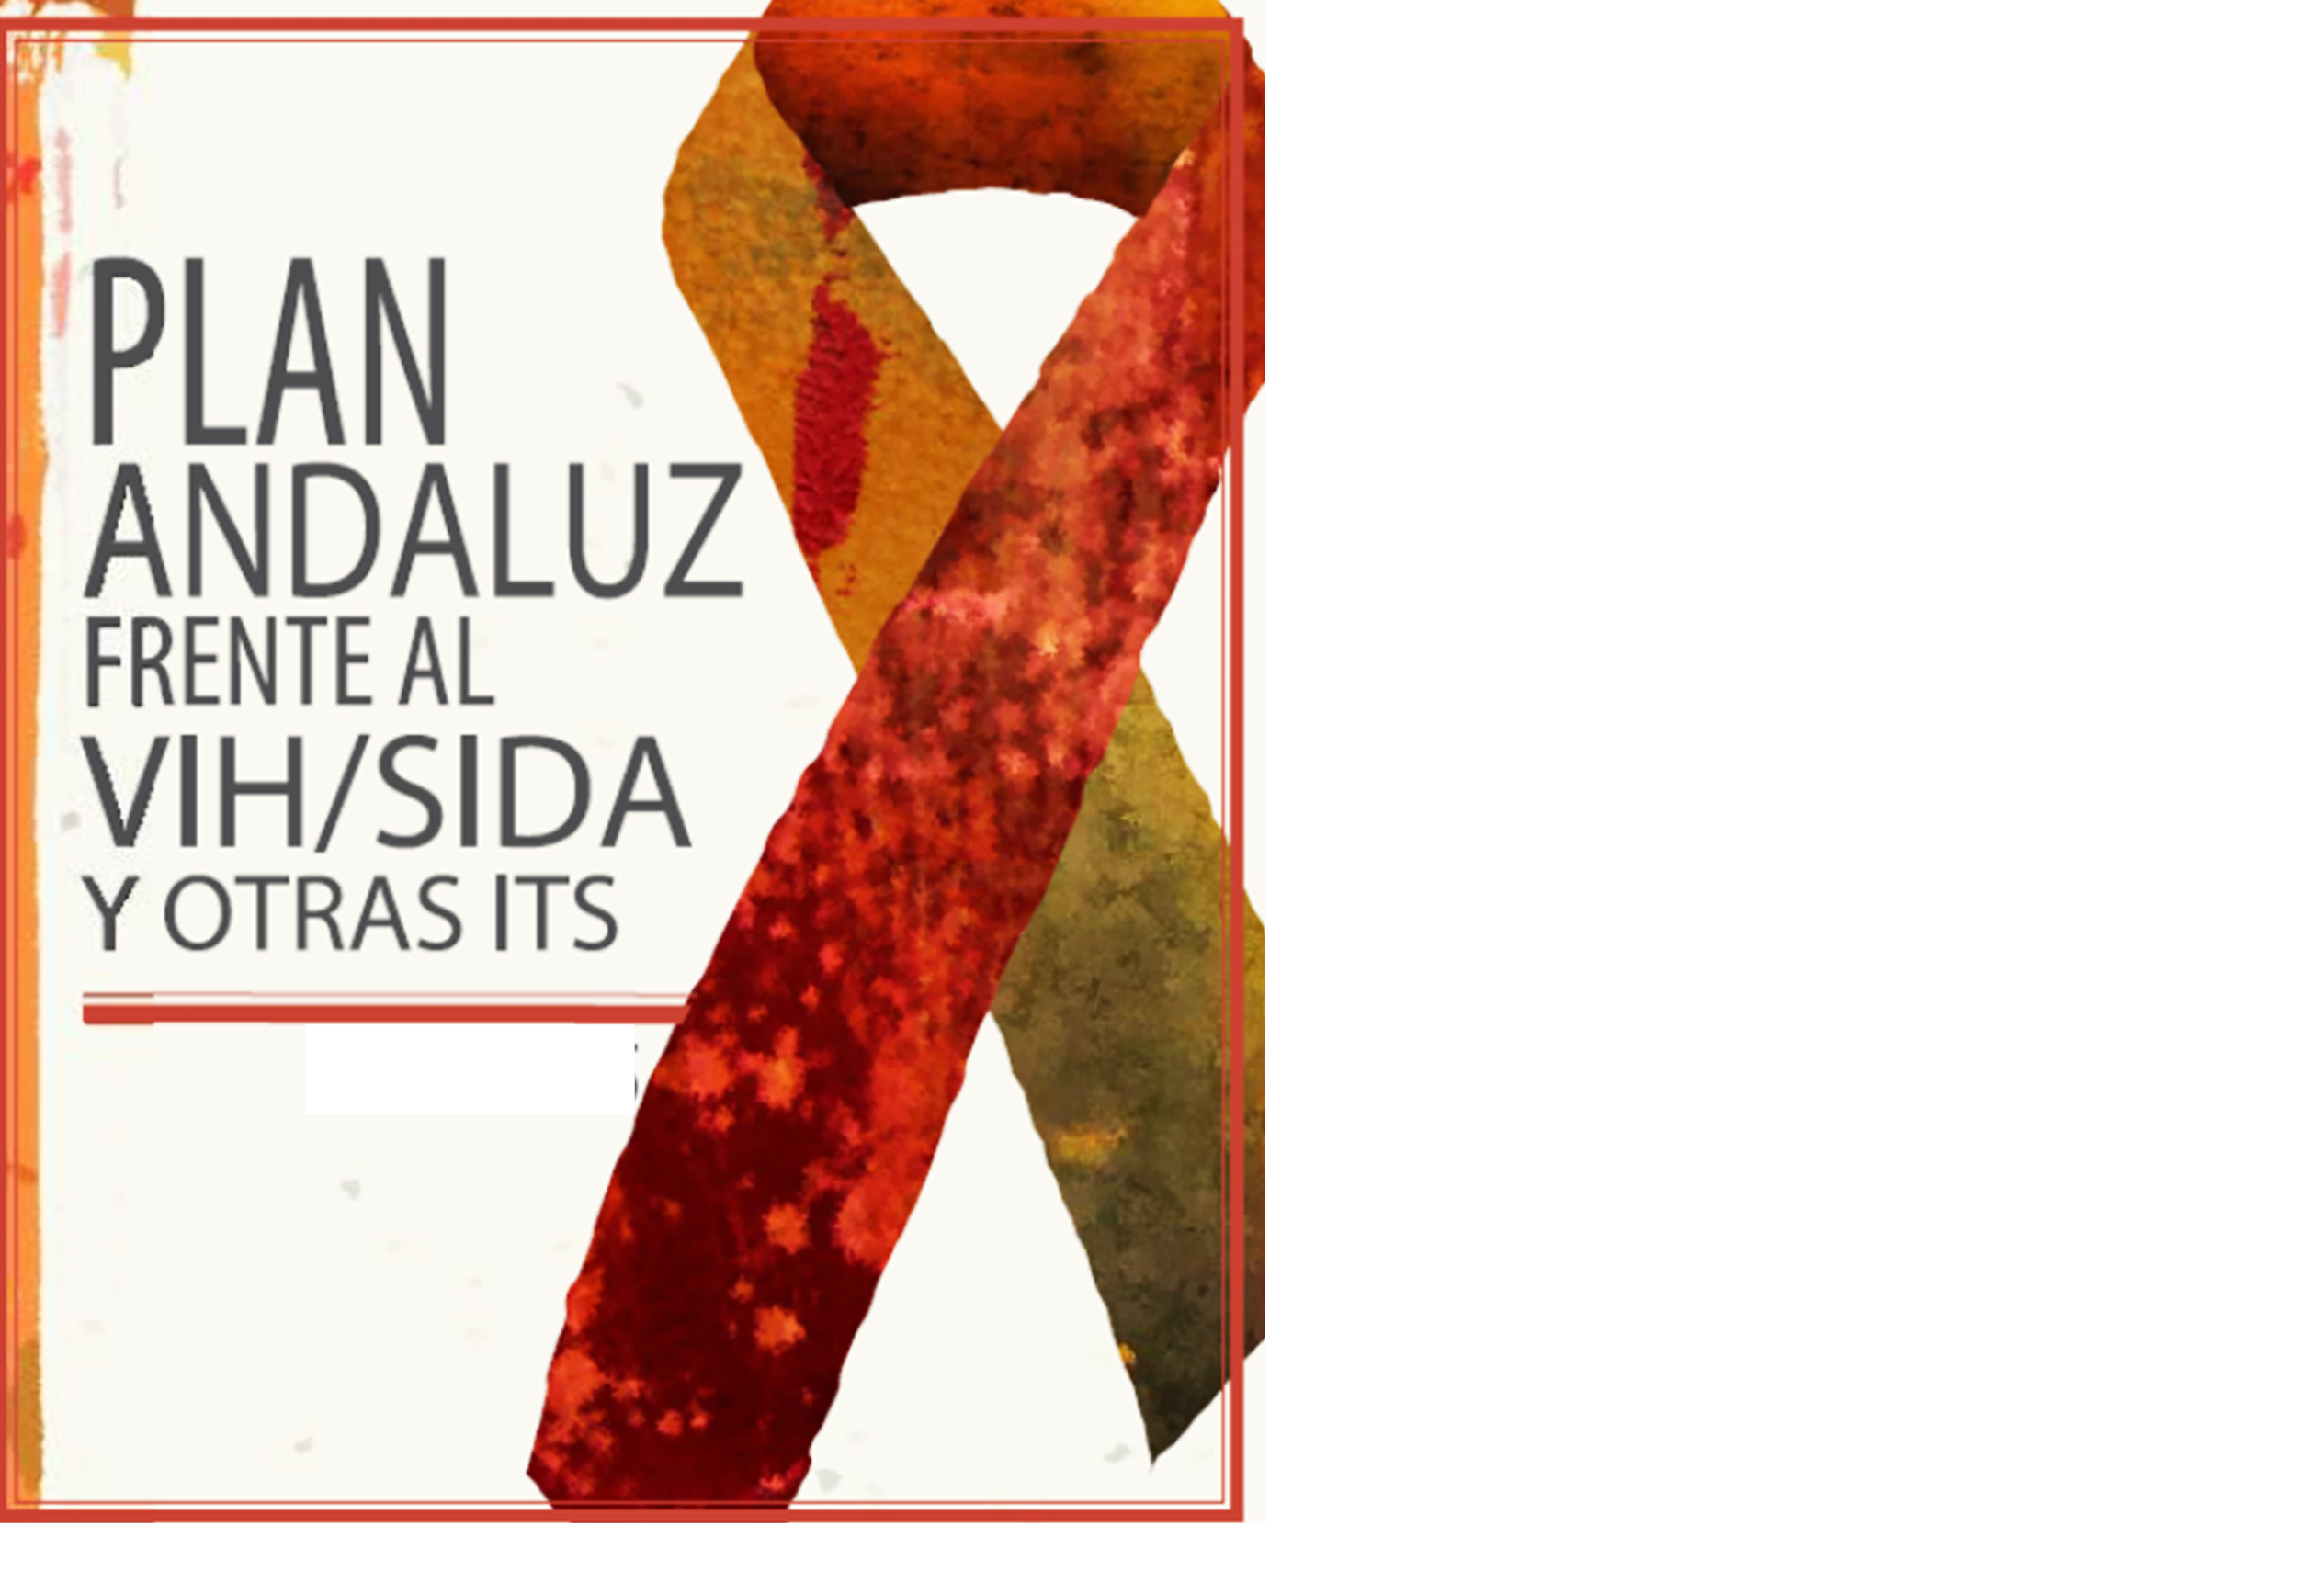 PLAN
ANDALUZ
FRENTE AL
VIH/SIDA
Y OTRAS ITS